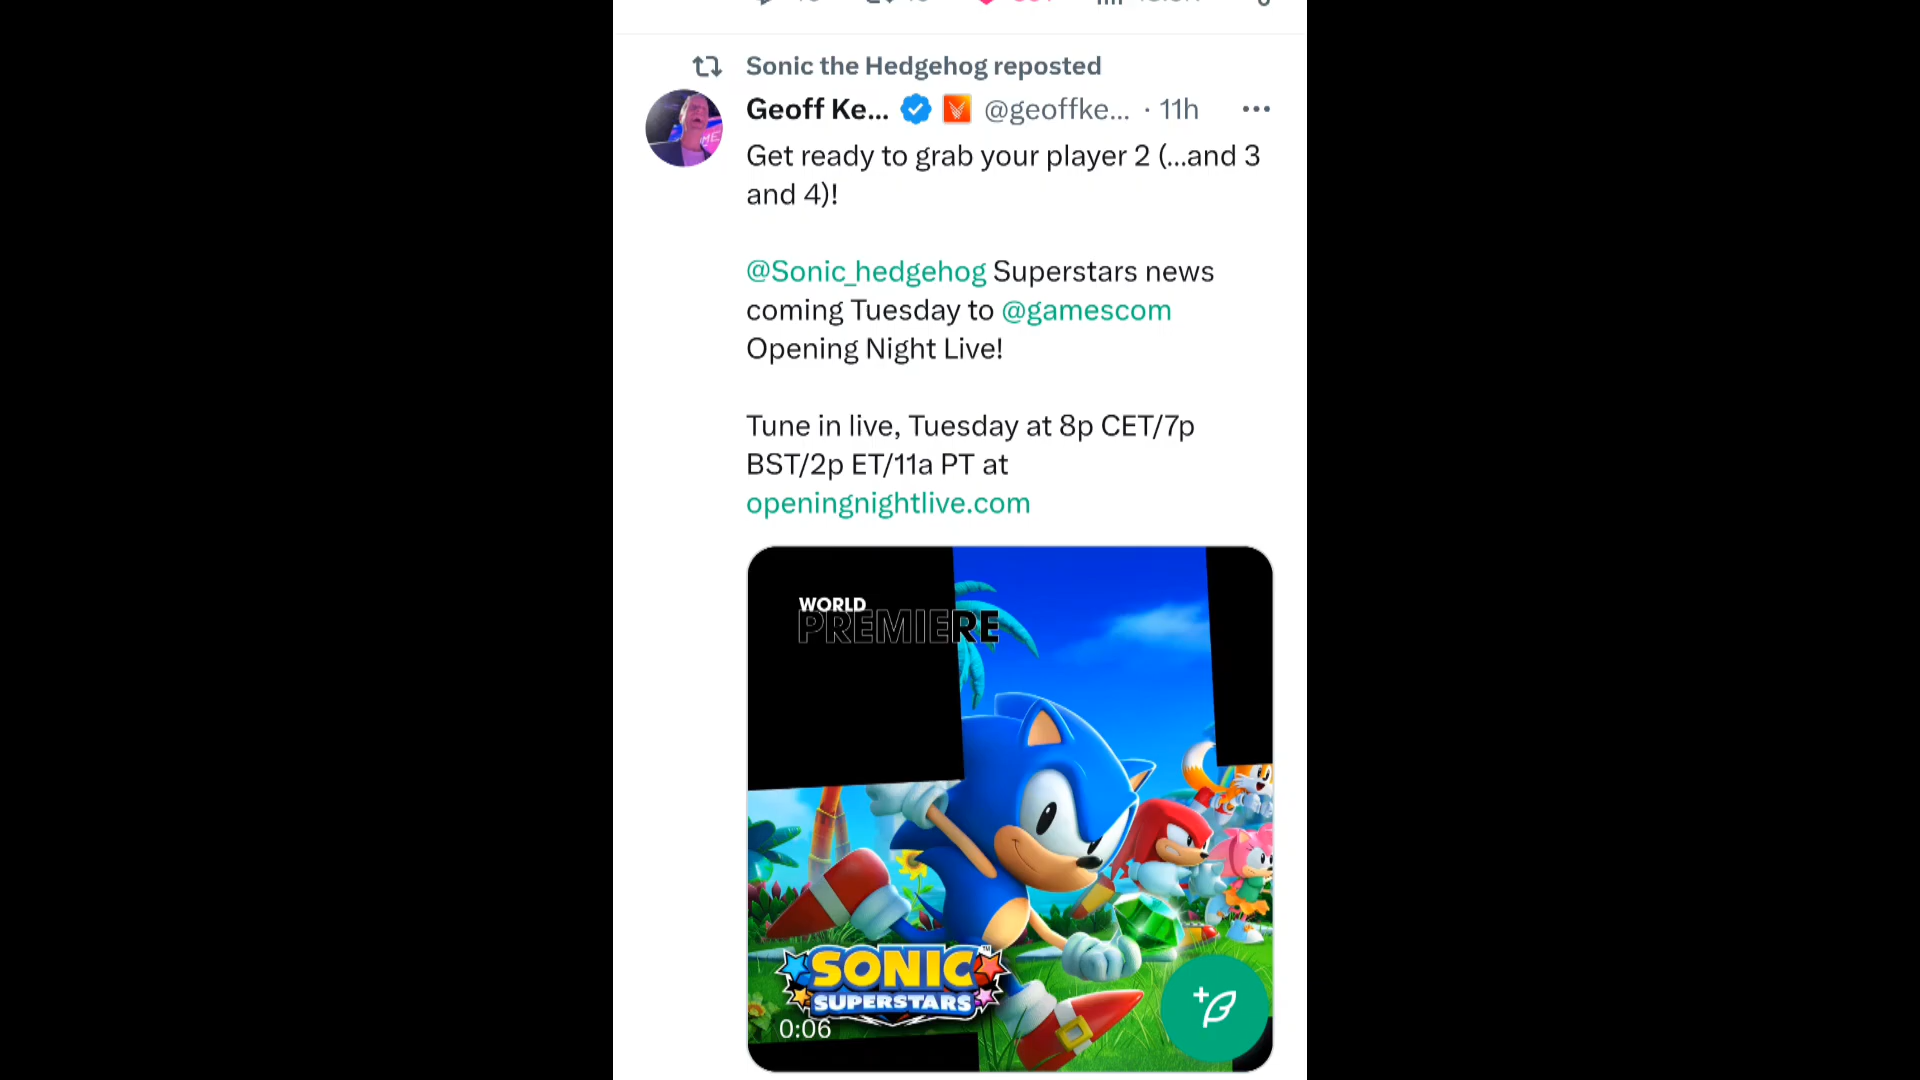 Sonic the Hedgehog reposted
Geoff Ke... @geoffke... · 11h
Get ready to grab your player 2 (...and 3
and 4)!
@Sonic_hedgehog Superstars news
coming Tuesday to @gamescom
Opening Night Live!
Tune in live, Tuesday at 8p CET/7p
BST/2p ET/11a PT at
openingnightlive.com
WORLD
PREMIERE
SONIC
SUPERSTARS
TM
0:06